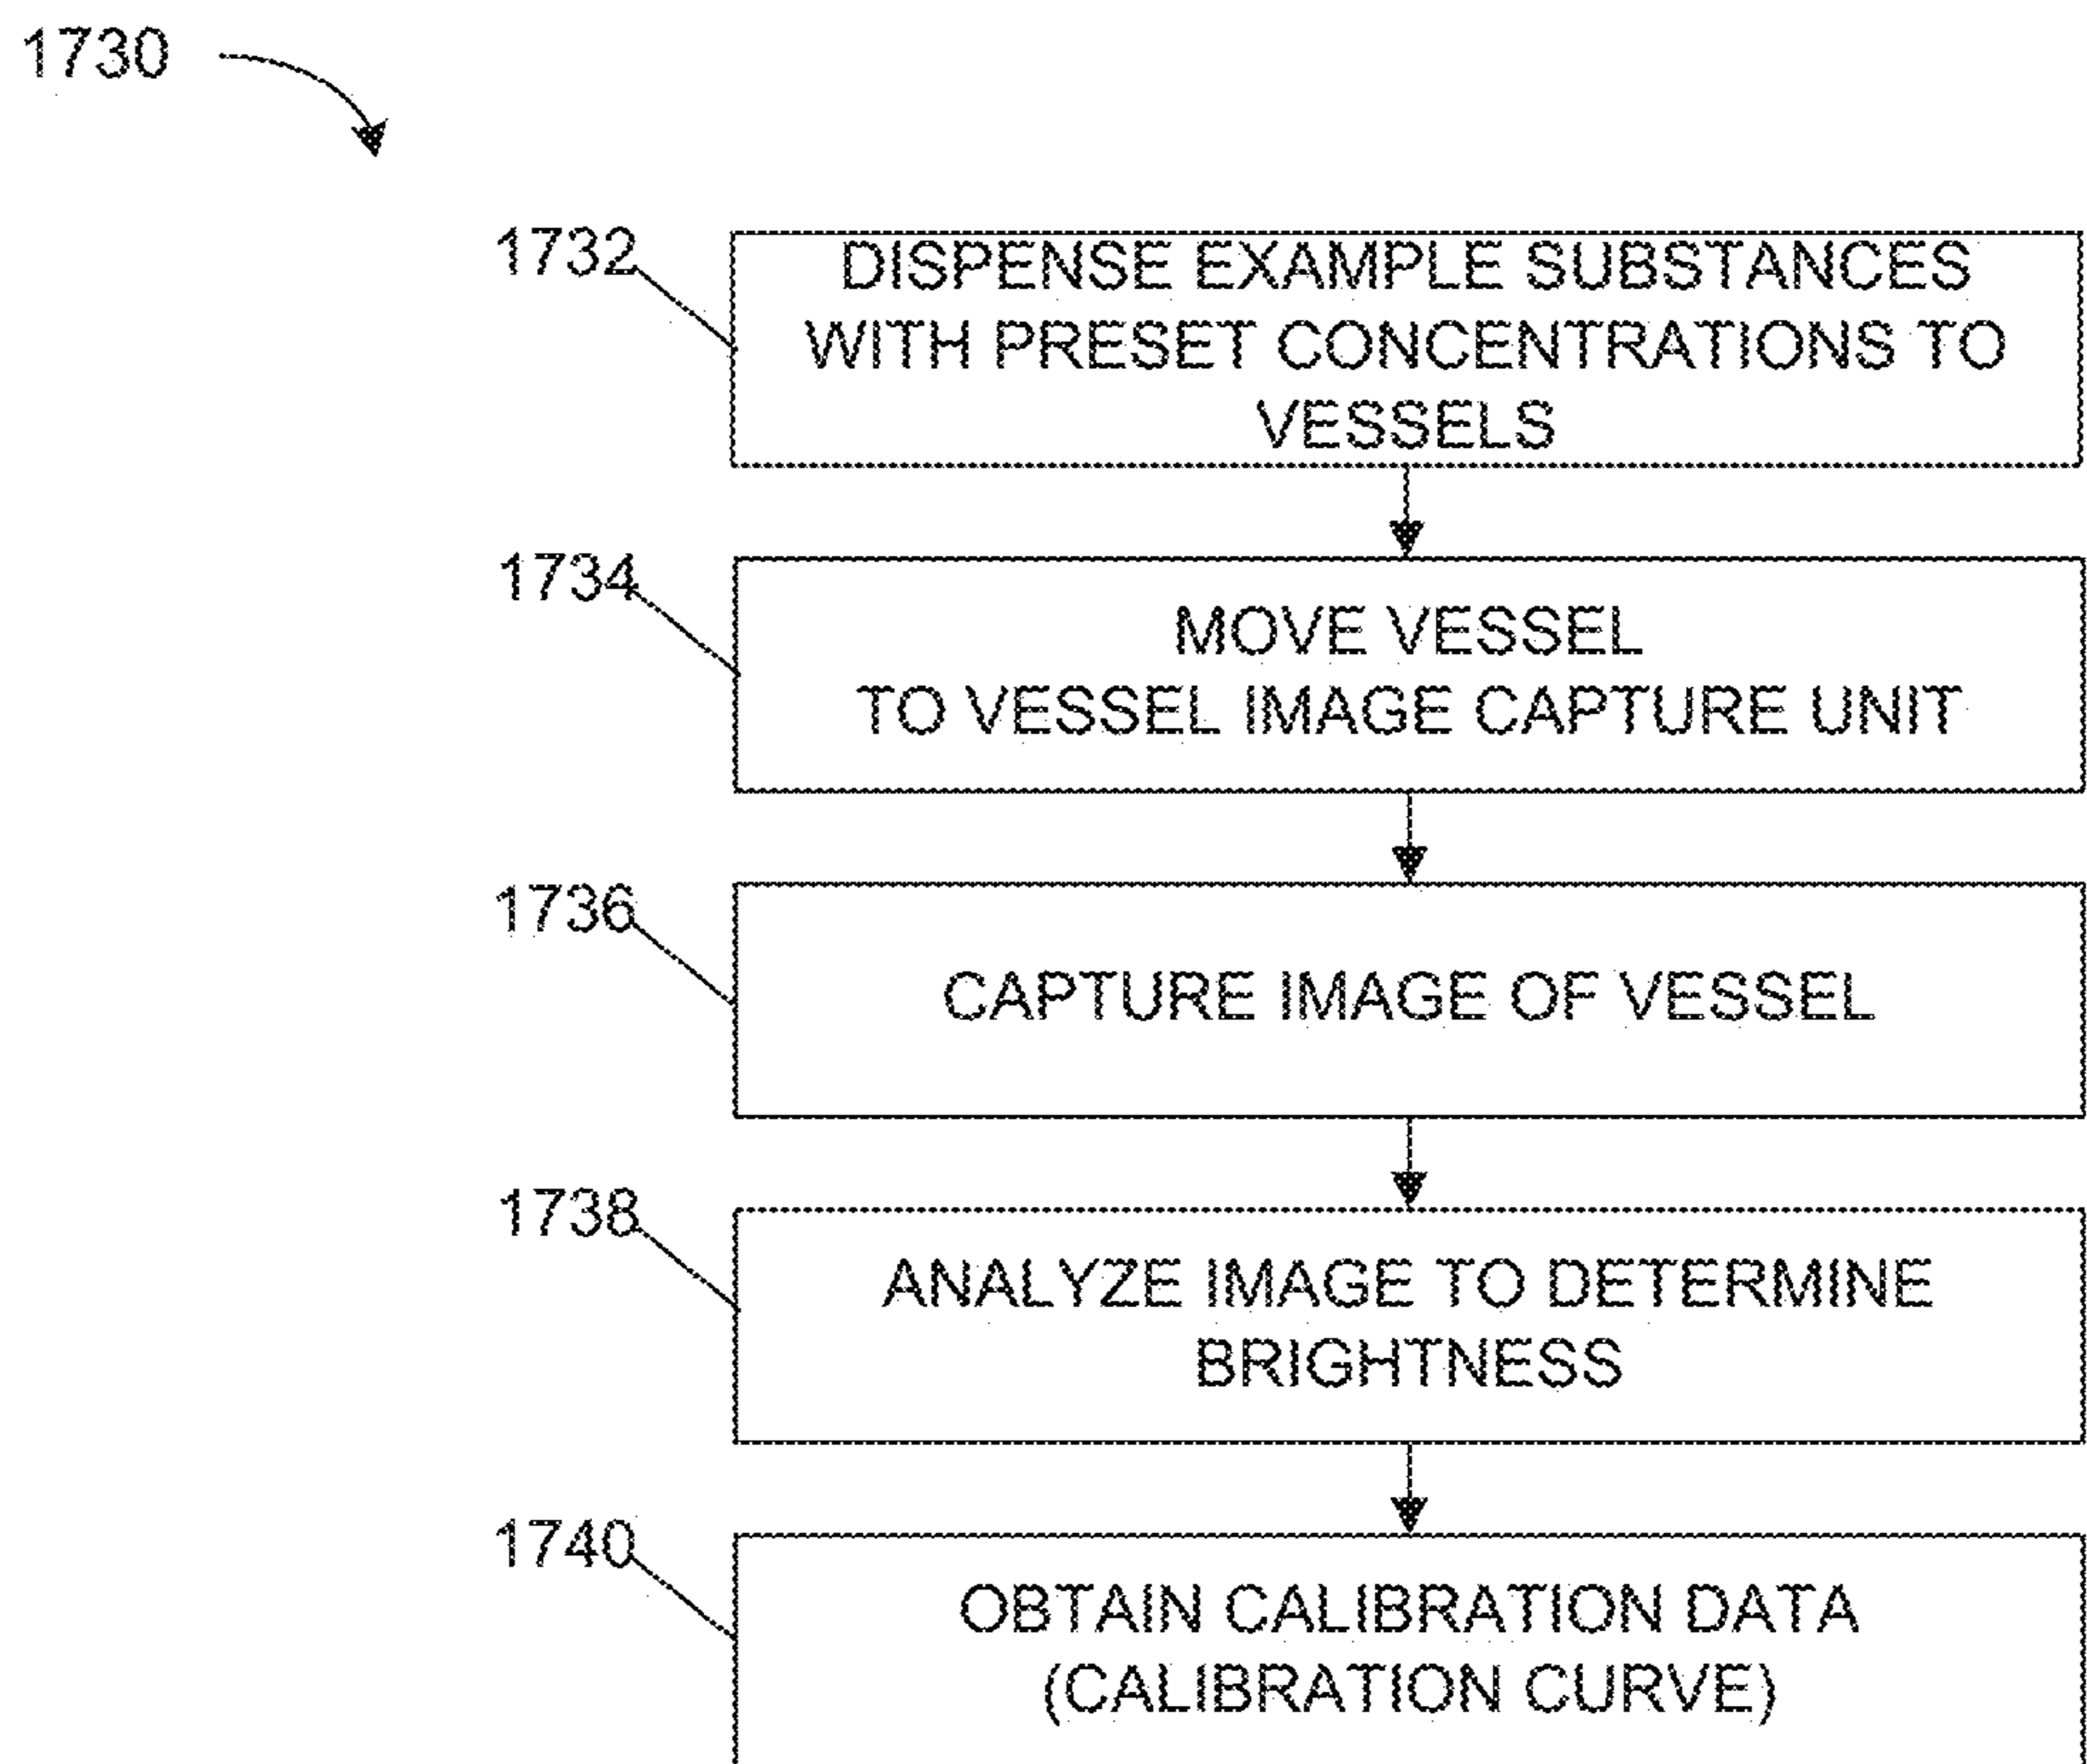 1730
1732
DISPENSE EXAMPLE SUBSTANCES
WITH PRESET CONCENTRATIONS TO
VESSELS
1734
MOVE VESSEL
TO VESSEL IMAGE CAPTURE UNIT
1736
CAPTURE IMAGE OF VESSEL
1738
ANALYZE IMAGE TO DETERMINE
BRIGHTNESS
1740
OBTAIN CALIBRATION DATA
(CALIBRATION CURVE)